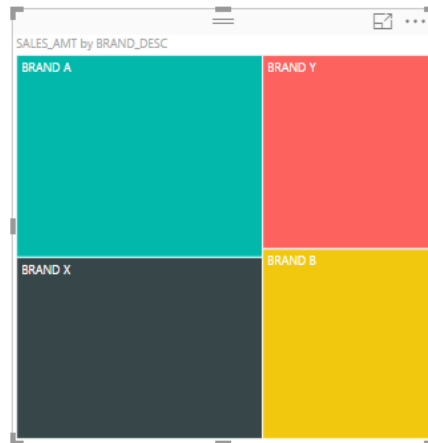 SALES_AMT by BRAND_DESC
BRAND A
BRAND Y
BRAND X
BRAND B